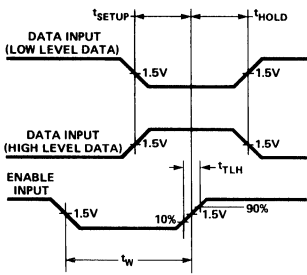 tSETUP
tHOLD
DATA INPUT
(LOW LEVEL DATA)
1.5V
1.5V
DATA INPUT
(HIGH LEVEL DATA)
1.5V
1.5V
ENABLE
INPUT
tTLH
1.5V
10%
1.5V
90%
tW